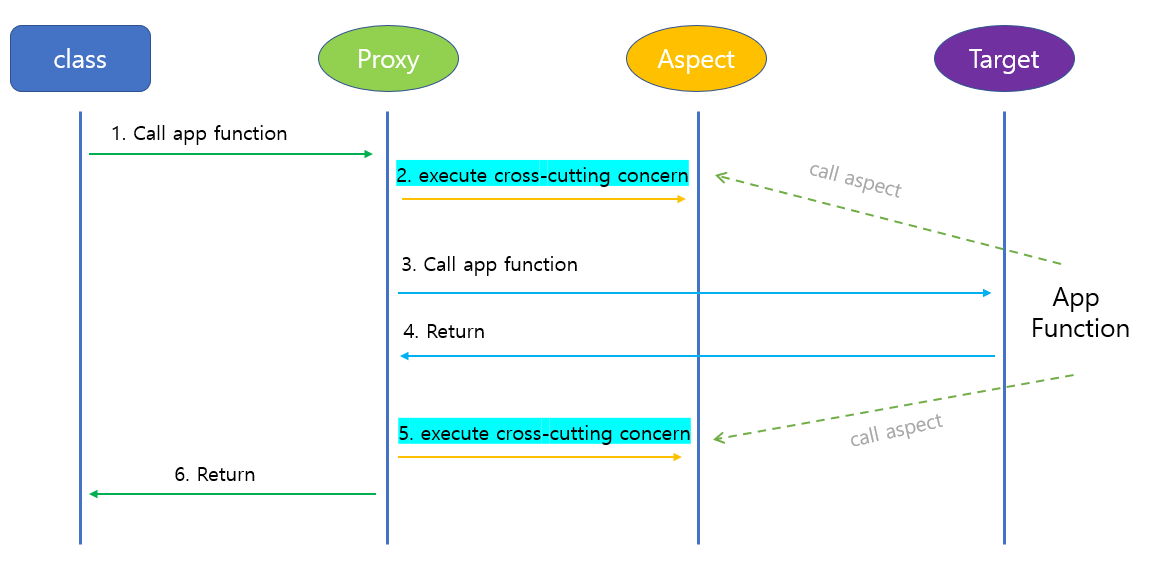 class
Proxy
Aspect
Target
1. Call app function
2. execute cross-cutting concern
call aspect
3. Call app function
App
Function
4. Return
5. execute cross-cutting concern
call aspect
6. Return